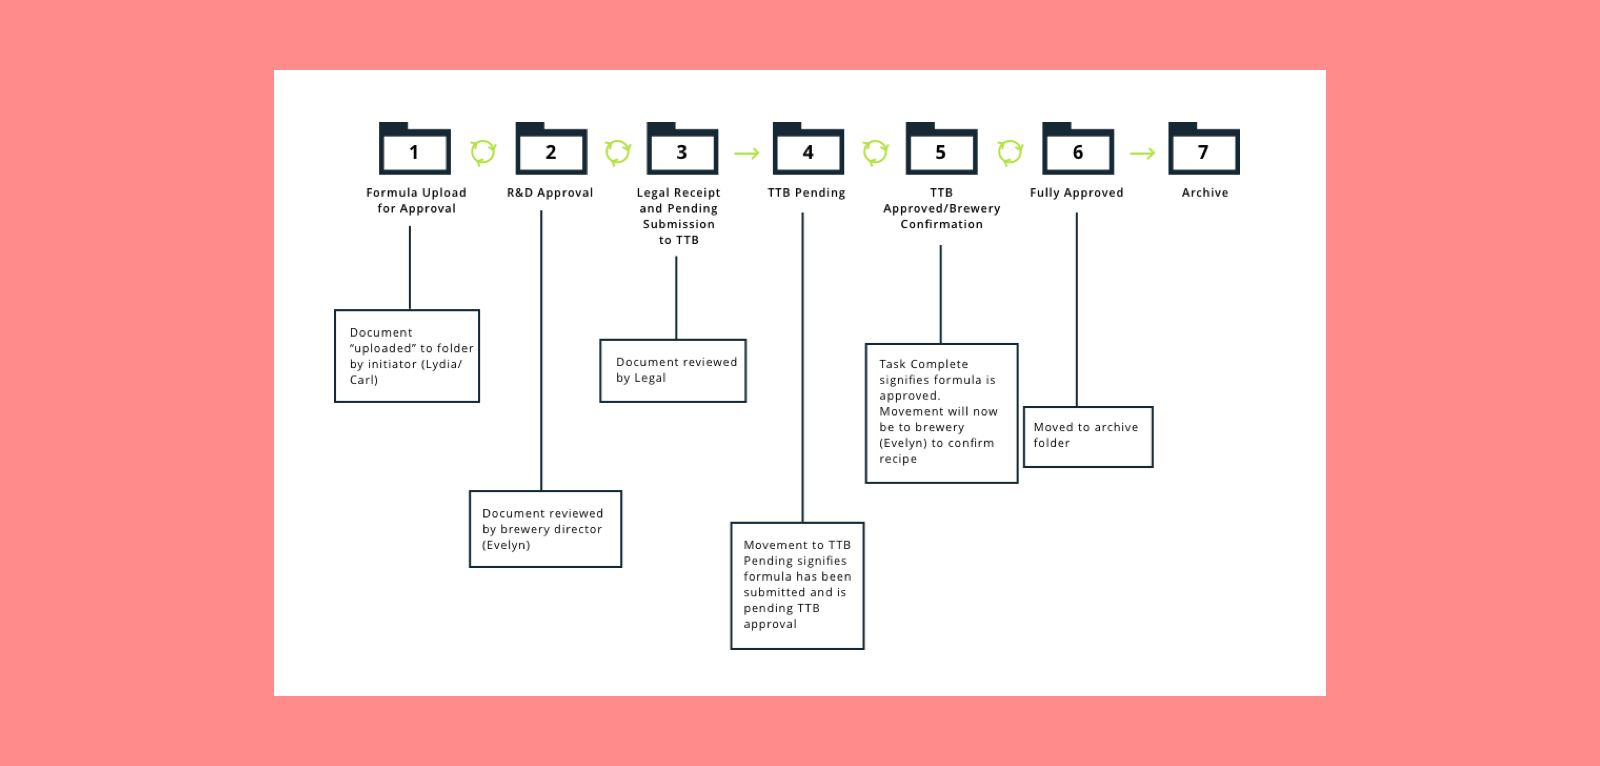 1
2
3
4
5
6
7
Formula Upload
for Approval
R&D Approval
Legal Receipt
and Pending
Submission
to TTB
TTB Pending
TTB
Approved/Brewery
Confirmation
Fully Approved
Archive
Document
“uploaded” to folder
by initiator (Lydia/
Carl)
Document reviewed
by brewery director
(Evelyn)
Document reviewed
by Legal
Movement to TTB
Pending signifies
formula has been
submitted and is
pending TTB
approval
Task Complete
signifies formula is
approved.
Movement will now
be to brewery
(Evelyn) to confirm
recipe
Moved to archive
folder